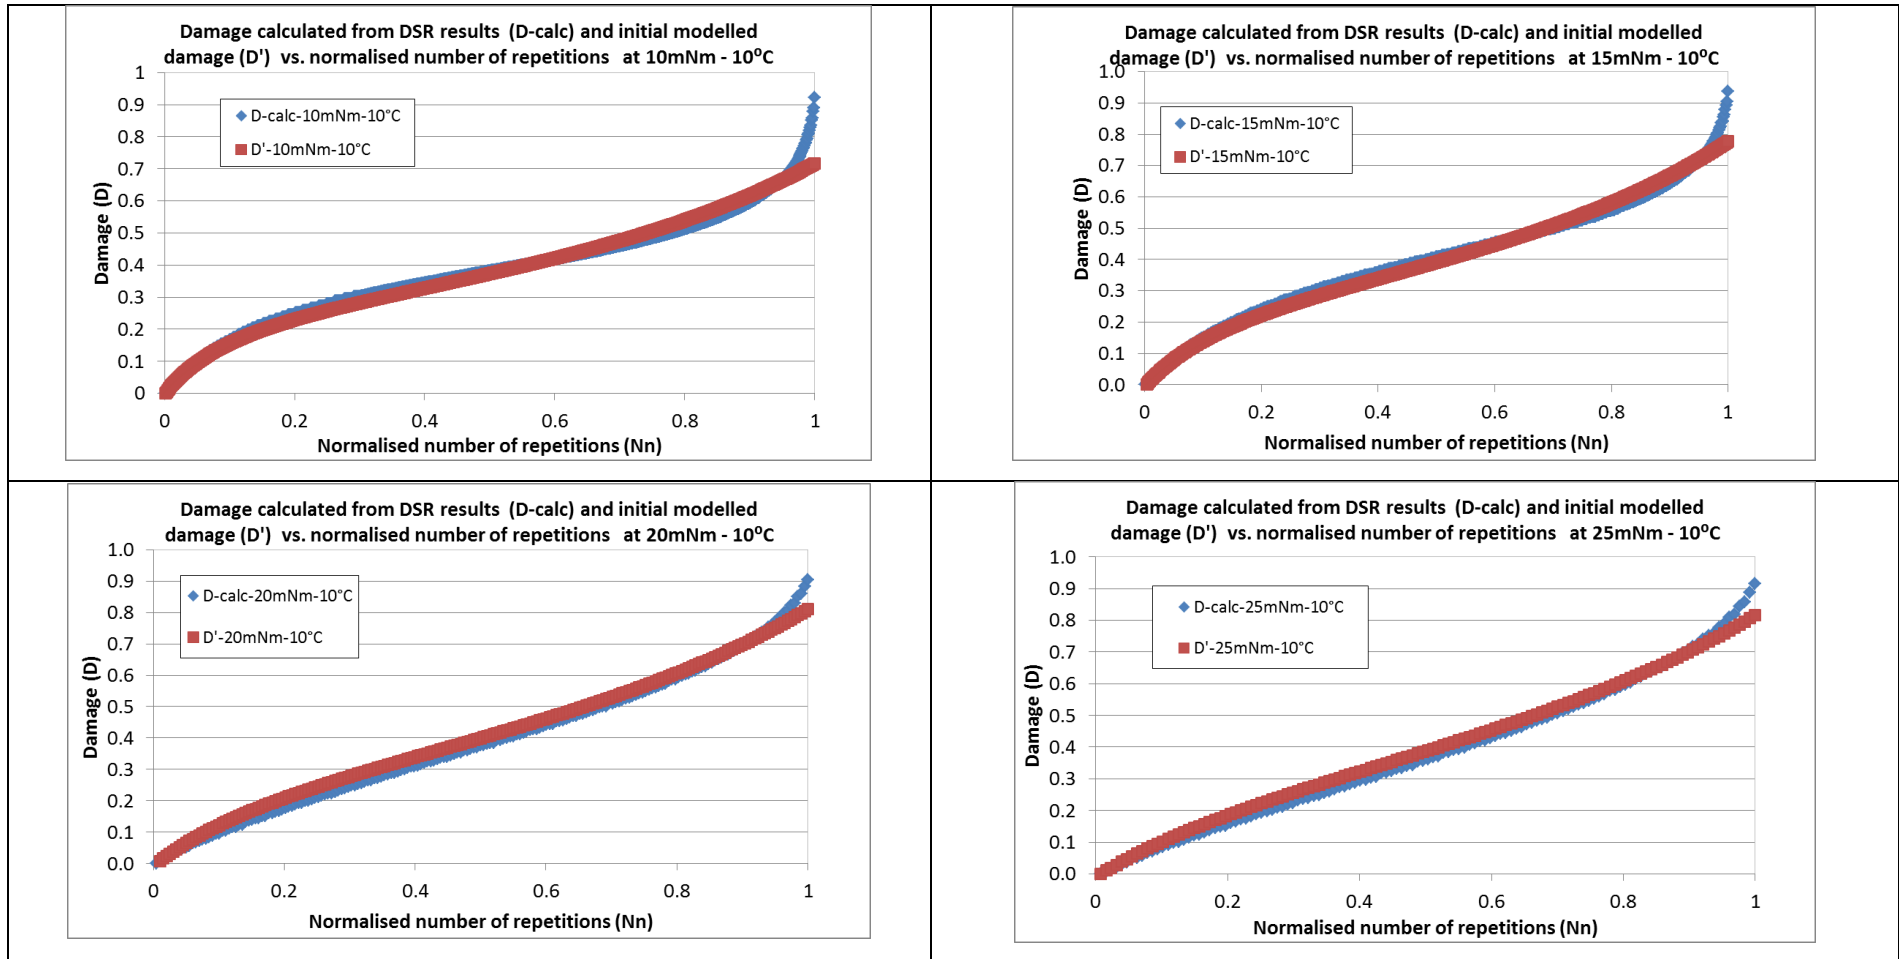 Damage calculated from DSR results (D-calc) and initial modelled
damage (D') vs. normalised number of repetitions at 10mNm - 10⁰C
1
0.9
0.8
0.7
0.6
0.5
0.4
0.3
0.2
0.1
0
Damage (D)
D-calc-10mNm-10°C
D'-10mNm-10°C
0 0.2 0.4 0.6 0.8 1
Normalised number of repetitions (Nn)
Damage calculated from DSR results (D-calc) and initial modelled
damage (D') vs. normalised number of repetitions at 15mNm - 10⁰C
1.0
0.9
0.8
0.7
0.6
0.5
0.4
0.3
0.2
0.1
0.0
Damage (D)
D-calc-15mNm-10°C
D'-15mNm-10°C
0 0.2 0.4 0.6 0.8 1
Normalised number of repetitions (Nn)
Damage calculated from DSR results (D-calc) and initial modelled
damage (D') vs. normalised number of repetitions at 20mNm - 10⁰C
1.0
0.9
0.8
0.7
0.6
0.5
0.4
0.3
0.2
0.1
0.0
Damage (D)
D-calc-20mNm-10°C
D'-20mNm-10°C
0 0.2 0.4 0.6 0.8 1
Normalised number of repetitions (Nn)
Damage calculated from DSR results (D-calc) and initial modelled
damage (D') vs. normalised number of repetitions at 25mNm - 10⁰C
1.0
0.9
0.8
0.7
0.6
0.5
0.4
0.3
0.2
0.1
0.0
Damage (D)
D-calc-25mNm-10°C
D'-25mNm-10°C
0 0.2 0.4 0.6 0.8 1
Normalised number of repetitions (Nn)